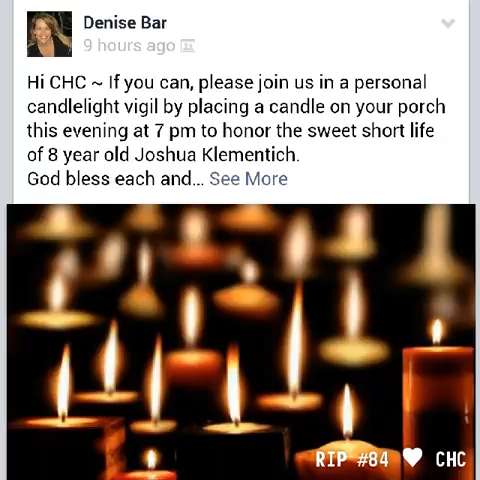 Denise Bar
9 hours ago
Hi CHC ~ If you can, please join us in a personal
candlelight vigil by placing a candle on your porch
this evening at 7 pm to honor the sweet short life
of 8 year old Joshua Klementich.
God bless each and... See More
RIP #84 ♥ CHC